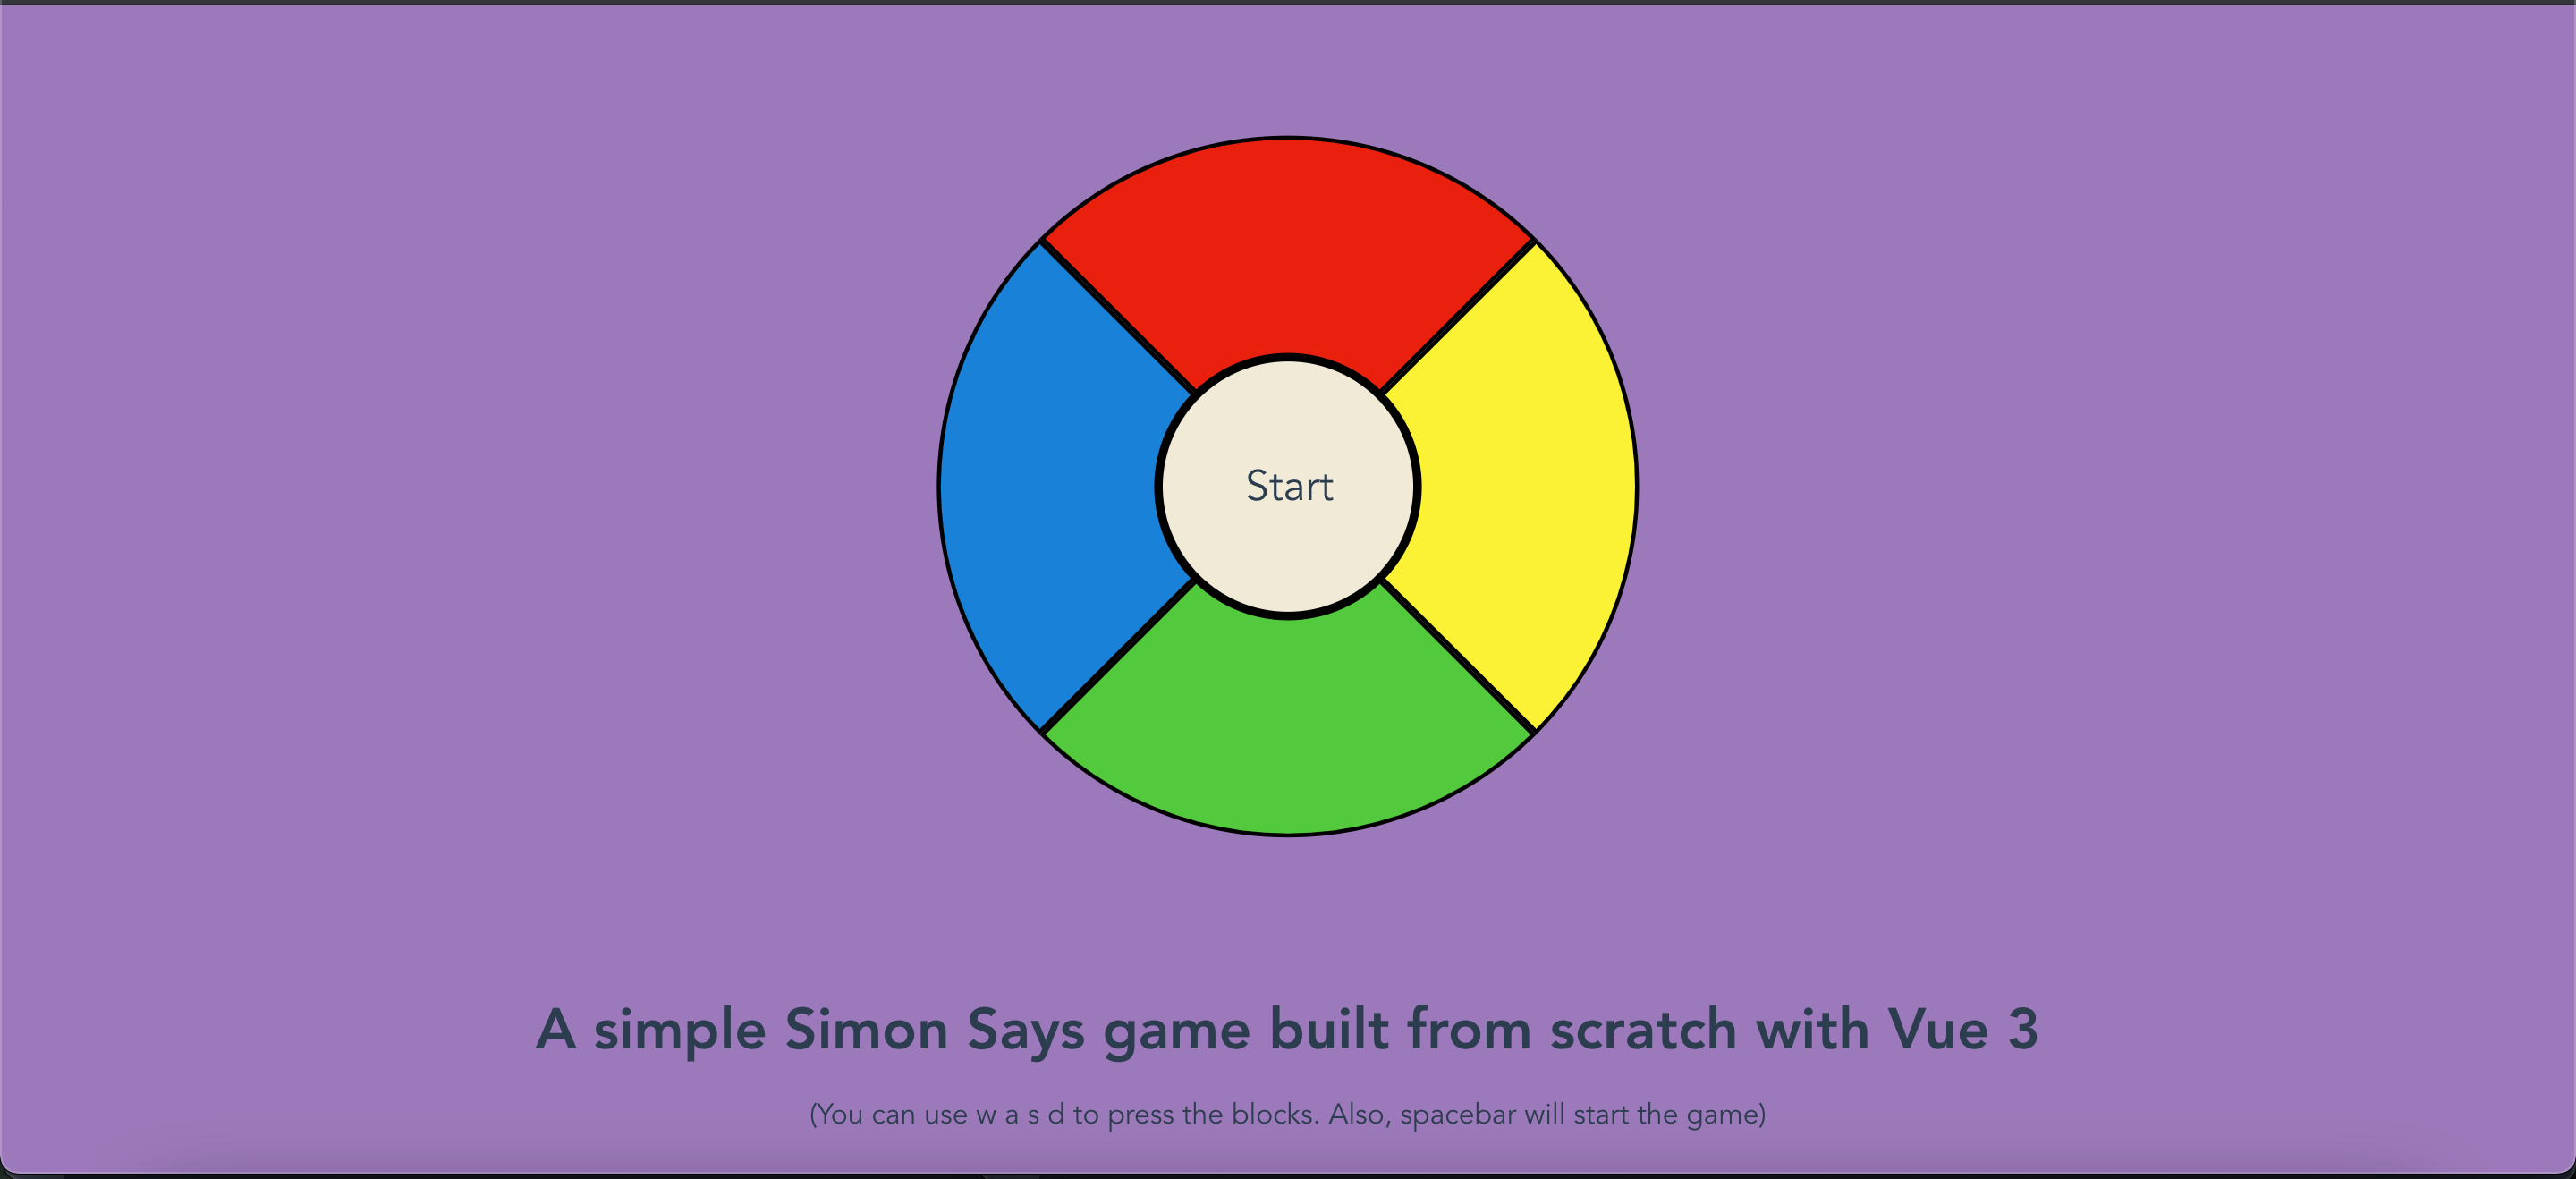 Start
A simple Simon Says game built from scratch with Vue 3
(You can use w a s d to press the blocks. Also, spacebar will start the game)